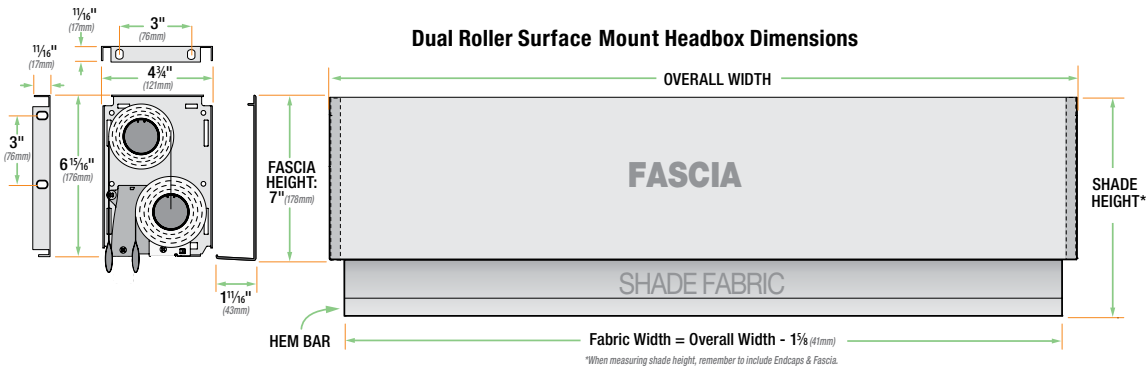 Dual Roller Surface Mount Headbox Dimensions
11/16"
(17mm)
3"
(76mm)
11/16"
(17mm)
4¾"
(121mm)
3"
(76mm)
6 15/16"
(176mm)
FASCIA
HEIGHT:
7" (178mm)
1 11/16"
(43mm)
OVERALL WIDTH
FASCIA
SHADE
HEIGHT*
SHADE FABRIC
HEM BAR
Fabric Width = Overall Width - 1⅝ (41mm)
*When measuring shade height, remember to include Endcaps & Fascia.